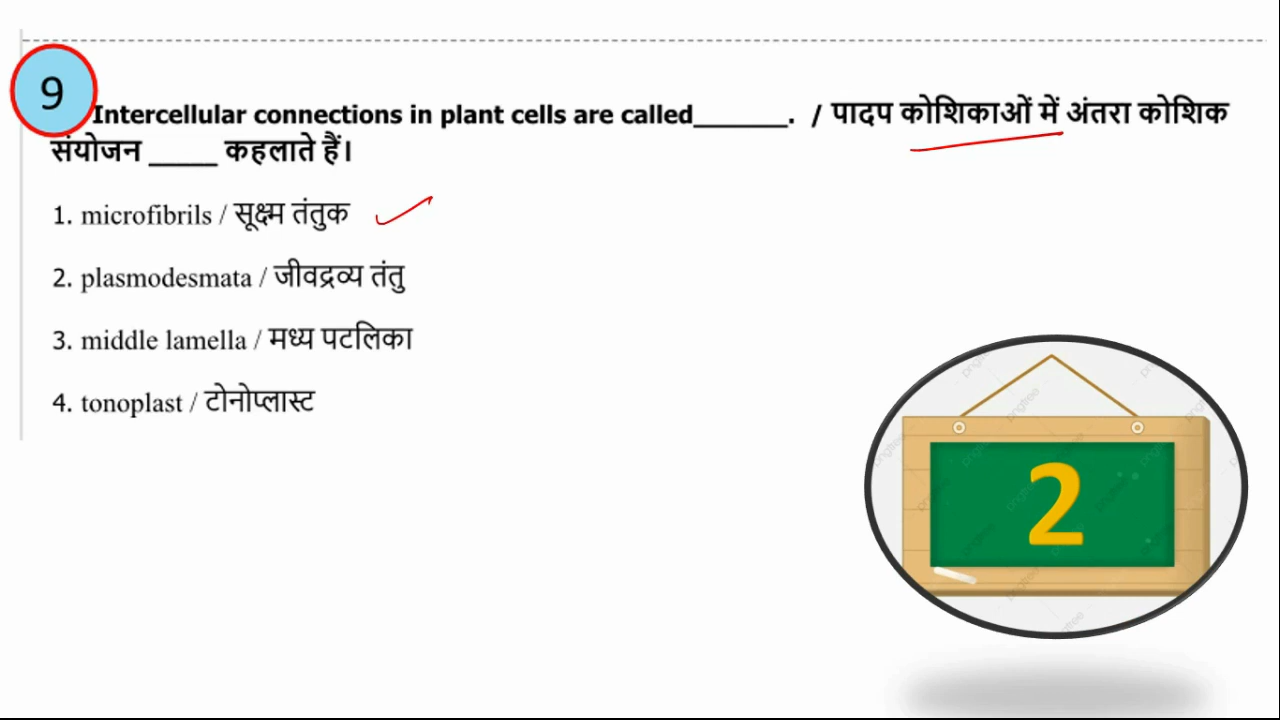 9
Intercellular connections in plant cells are called_______. / पादप कोशिकाओं में अंतरा कोशिक
संयोजन _____ कहलाते हैं।
1. microfibrils / सूक्ष्म तंतुक
2. plasmodesmata / जीवद्रव्य तंतु
3. middle lamella / मध्य पटलिका
4. tonoplast / टोनोप्लास्ट
2
pngtree